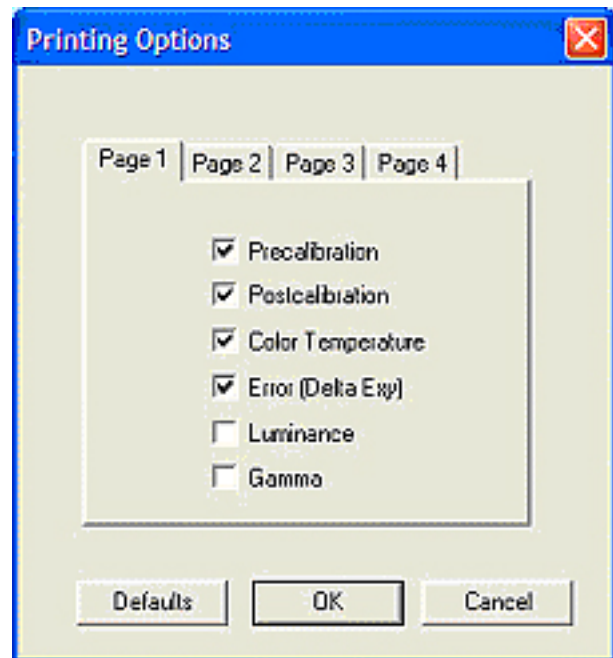 Printing Options
Page 1 Page 2 Page 3 Page 4
Precalibration
Postcalibration
Color Temperature
Error (Delta Exy)
Luminance
Gamma
Defaults OK Cancel